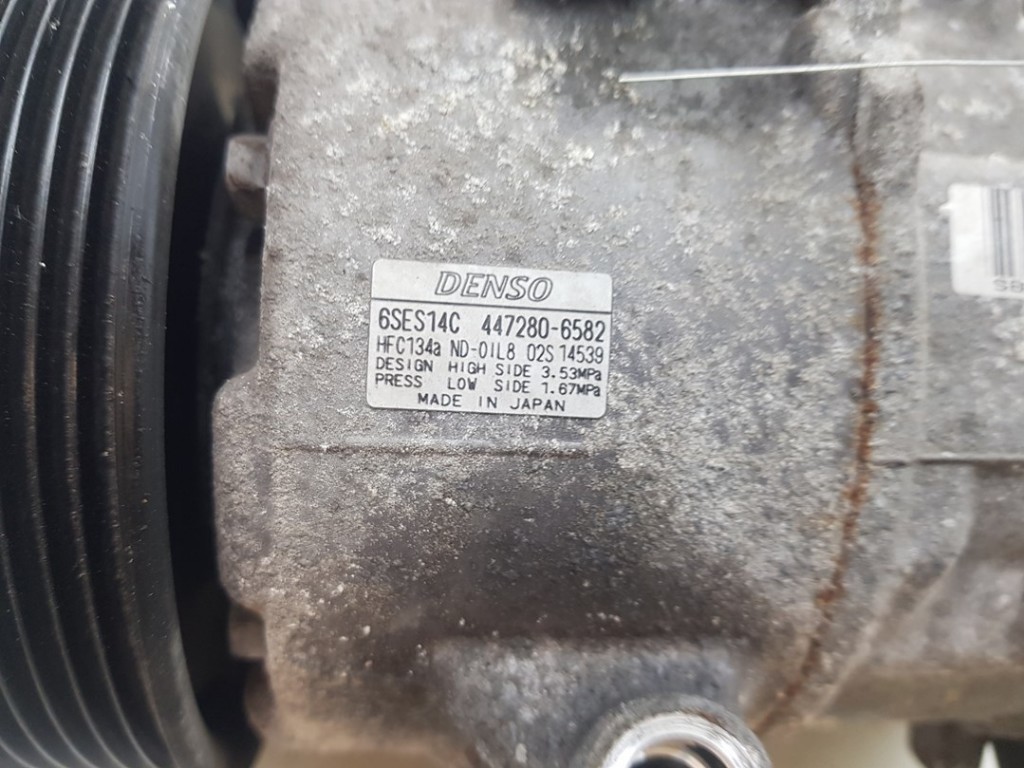 DENSO
6SES14C 447280-6582
HFC134a ND-OIL8 02S14539
DESIGN HIGH SIDE 3.53MPa
PRESS LOW SIDE 1.67MPa
MADE IN JAPAN